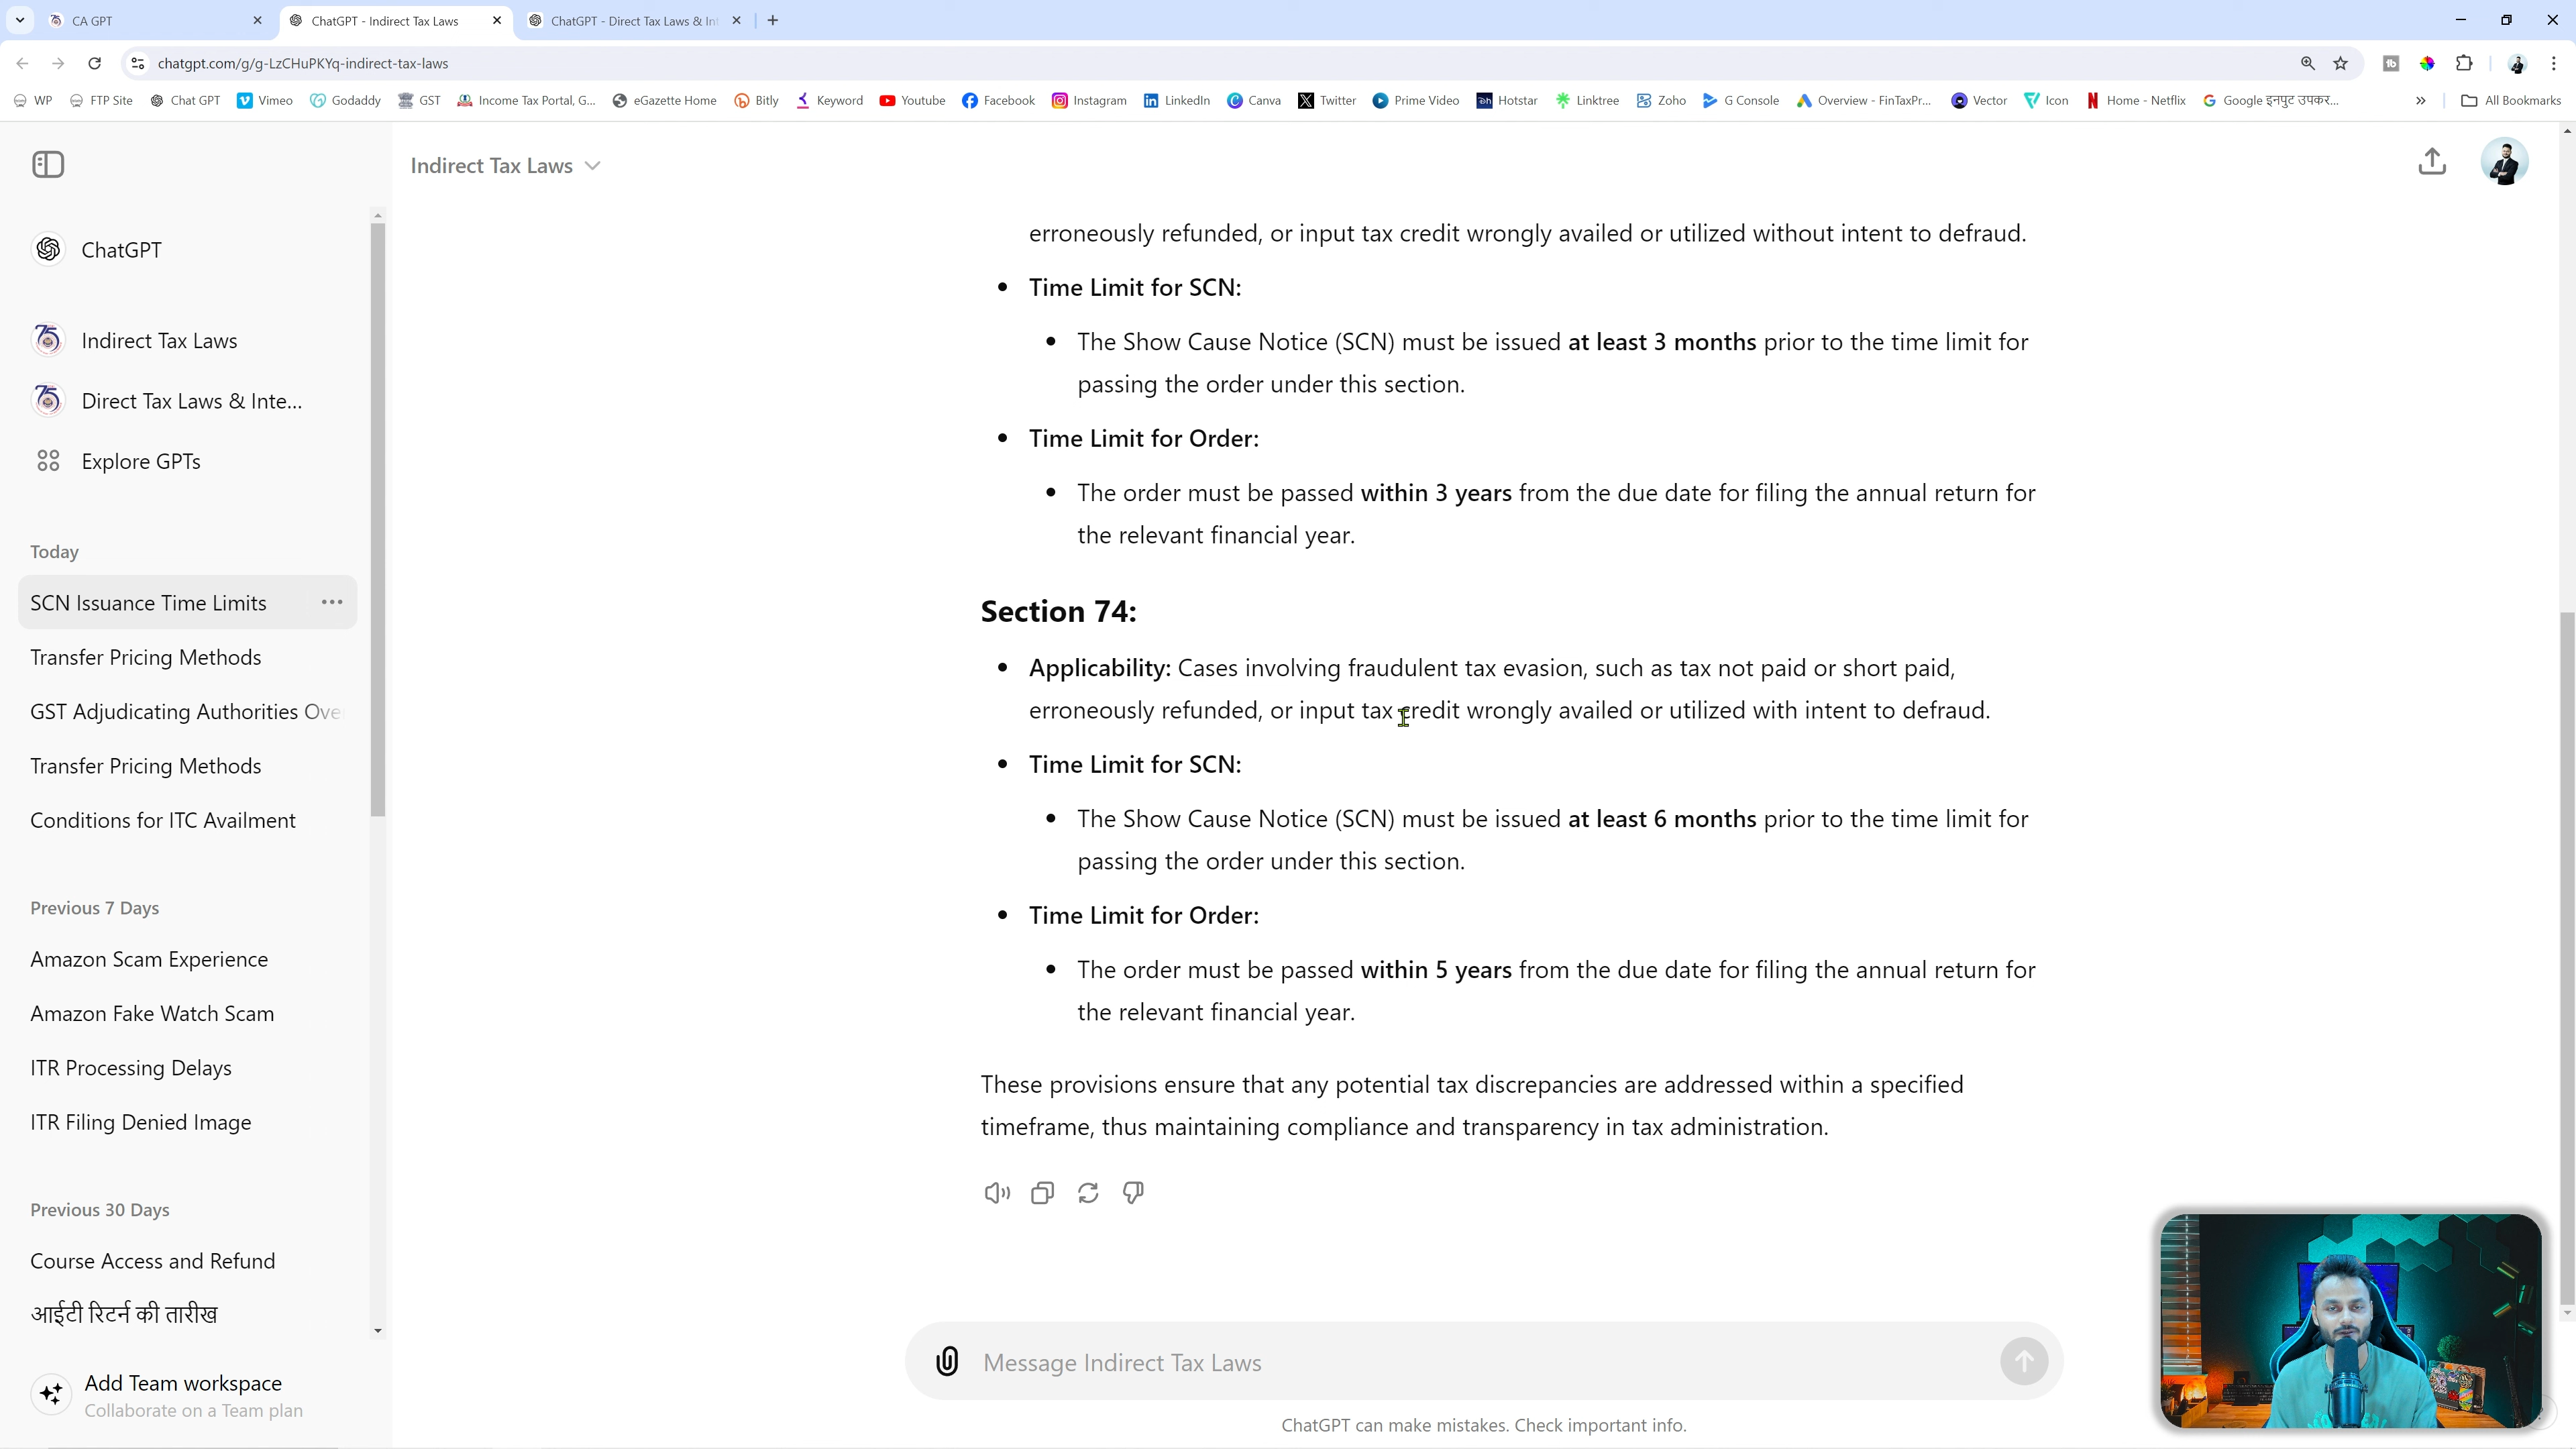 CA GPT
ChatGPT - Indirect Tax Laws
ChatGPT - Direct Tax Laws & Int
chatgpt.com/g/g-LzCHuPKYq-indirect-tax-laws
WP FTP Site Chat GPT Vimeo Godaddy GST Income Tax Portal, G... eGazette Home Bitly Keyword Youtube Facebook Instagram LinkedIn Canva Twitter Prime Video Hotstar Linktree Zoho G Console Overview - FinTaxPr... Vector Icon Home - Netflix Google इनपुट उपकर... » All Bookmarks
Indirect Tax Laws
ChatGPT
Indirect Tax Laws
Direct Tax Laws & Inte...
Explore GPTs
Today
SCN Issuance Time Limits
Transfer Pricing Methods
GST Adjudicating Authorities Ove
Transfer Pricing Methods
Conditions for ITC Availment
Previous 7 Days
Amazon Scam Experience
Amazon Fake Watch Scam
ITR Processing Delays
ITR Filing Denied Image
Previous 30 Days
Course Access and Refund
आईटी रिटर्न की तारीख
Add Team workspace
Collaborate on a Team plan
erroneously refunded, or input tax credit wrongly availed or utilized without intent to defraud.
• Time Limit for SCN:
• The Show Cause Notice (SCN) must be issued at least 3 months prior to the time limit for
passing the order under this section.
• Time Limit for Order:
• The order must be passed within 3 years from the due date for filing the annual return for
the relevant financial year.
Section 74:
• Applicability: Cases involving fraudulent tax evasion, such as tax not paid or short paid,
erroneously refunded, or input tax credit wrongly availed or utilized with intent to defraud.
• Time Limit for SCN:
• The Show Cause Notice (SCN) must be issued at least 6 months prior to the time limit for
passing the order under this section.
• Time Limit for Order:
• The order must be passed within 5 years from the due date for filing the annual return for
the relevant financial year.
These provisions ensure that any potential tax discrepancies are addressed within a specified
timeframe, thus maintaining compliance and transparency in tax administration.
Message Indirect Tax Laws
ChatGPT can make mistakes. Check important info.